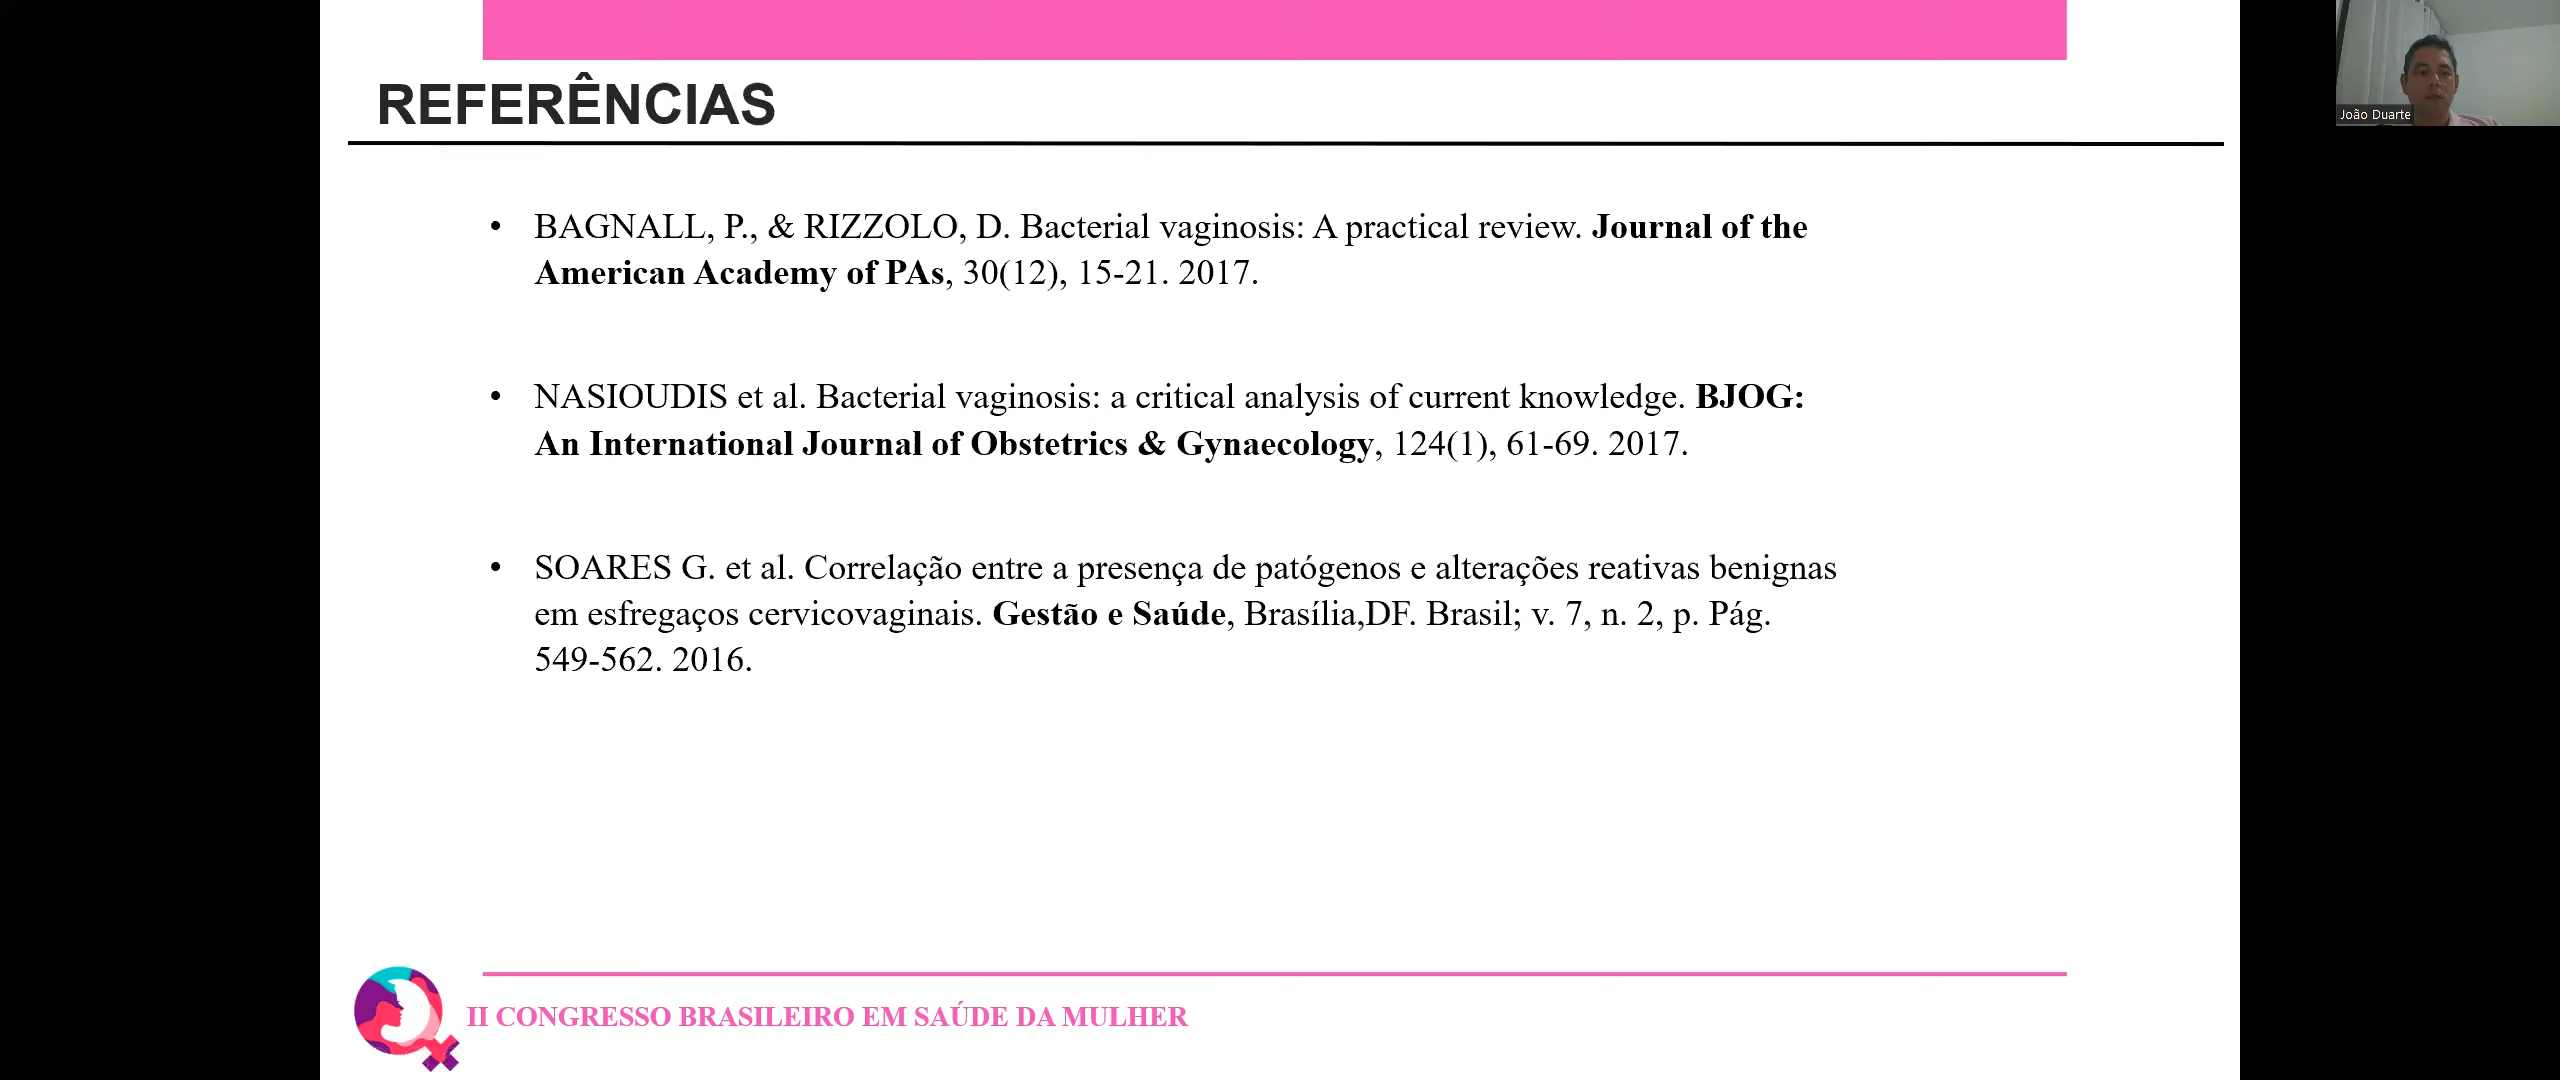 REFERÊNCIAS
João Duarte
• BAGNALL, P., & RIZZOLO, D. Bacterial vaginosis: A practical review. Journal of the
American Academy of PAs, 30(12), 15-21. 2017.
• NASIOUDIS et al. Bacterial vaginosis: a critical analysis of current knowledge. BJOG:
An International Journal of Obstetrics & Gynaecology, 124(1), 61-69. 2017.
• SOARES G. et al. Correlação entre a presença de patógenos e alterações reativas benignas
em esfregaços cervicovaginais. Gestão e Saúde, Brasília,DF. Brasil; v. 7, n. 2, p. Pág.
549-562. 2016.
II CONGRESSO BRASILEIRO EM SAÚDE DA MULHER